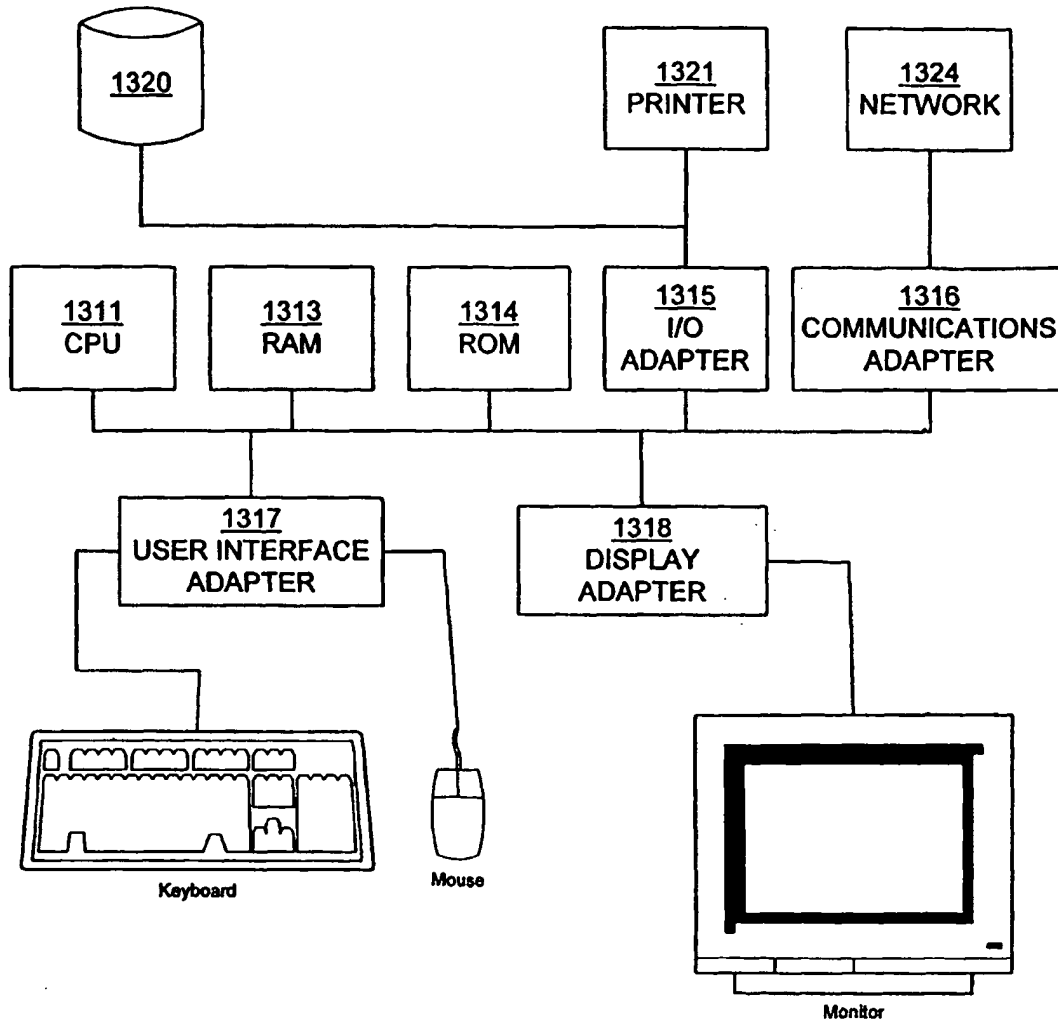 1320
1321
PRINTER
1324
NETWORK
1311
CPU
1313
RAM
1314
ROM
1315
I/O
ADAPTER
1316
COMMUNICATIONS
ADAPTER
1317
USER INTERFACE
ADAPTER
1318
DISPLAY
ADAPTER
Keyboard
Mouse
Monitor